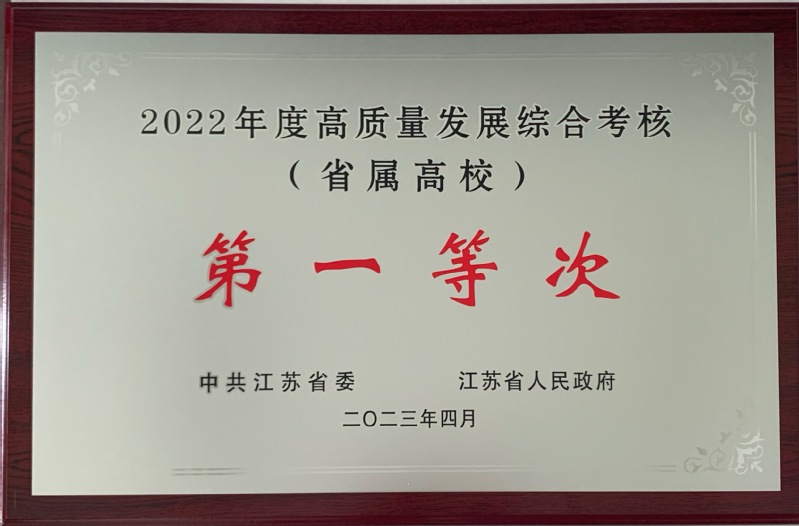 2022年度高质量发展综合考核
（省属高校）
第一等次
中共江苏省委 江苏省人民政府
二〇二三年四月